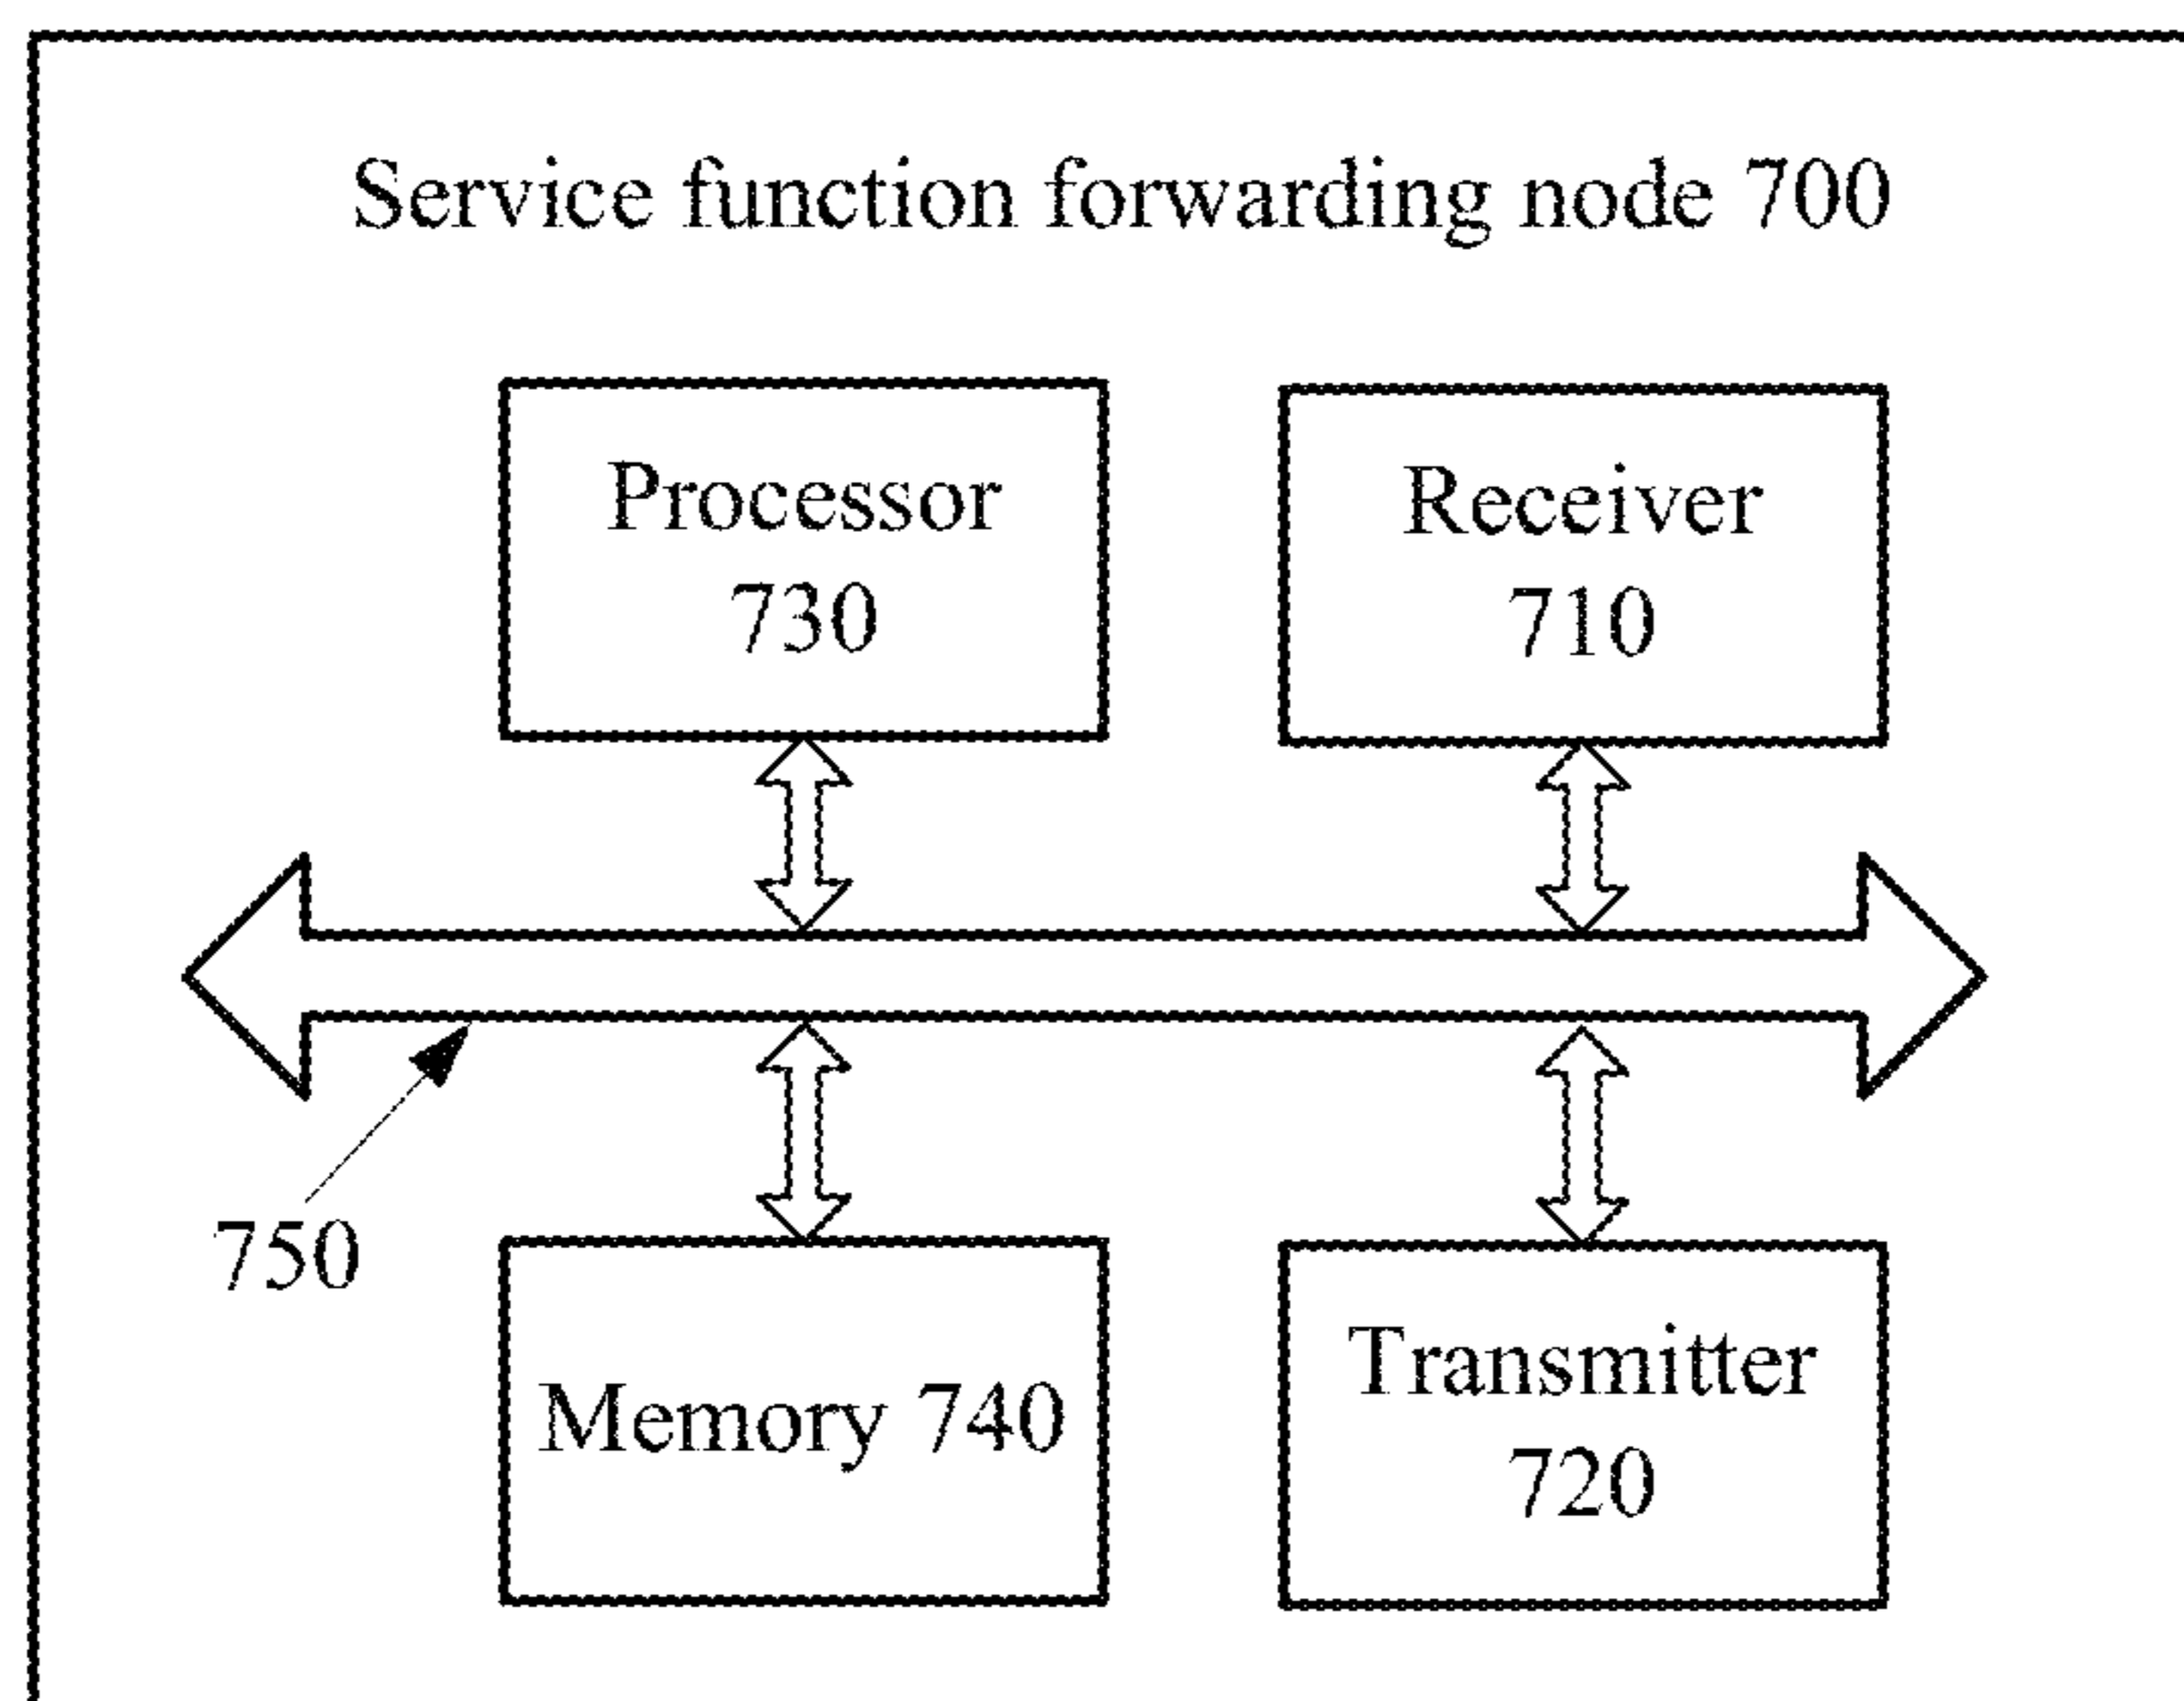 Service function forwarding node 700
Processor
730
Receiver
710
750
Memory 740
Transmitter
720